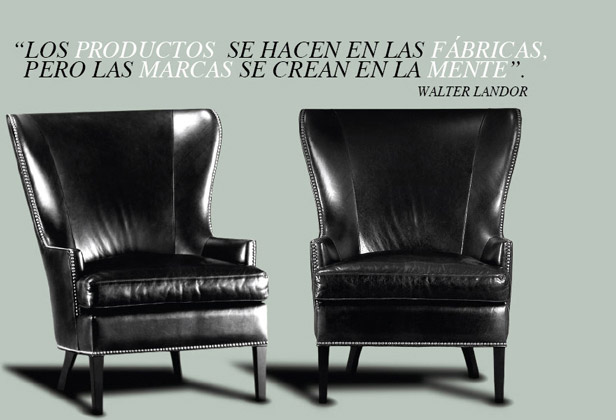 “LOS PRODUCTOS SE HACEN EN LAS FÁBRICAS,
PERO LAS MARCAS SE CREAN EN LA MENTE”.
WALTER LANDOR